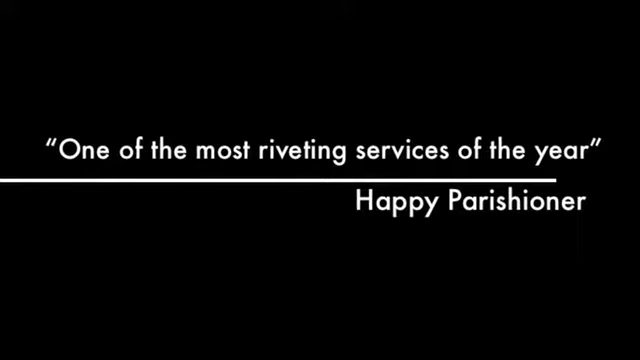 “One of the most riveting services of the year”
Happy Parishioner